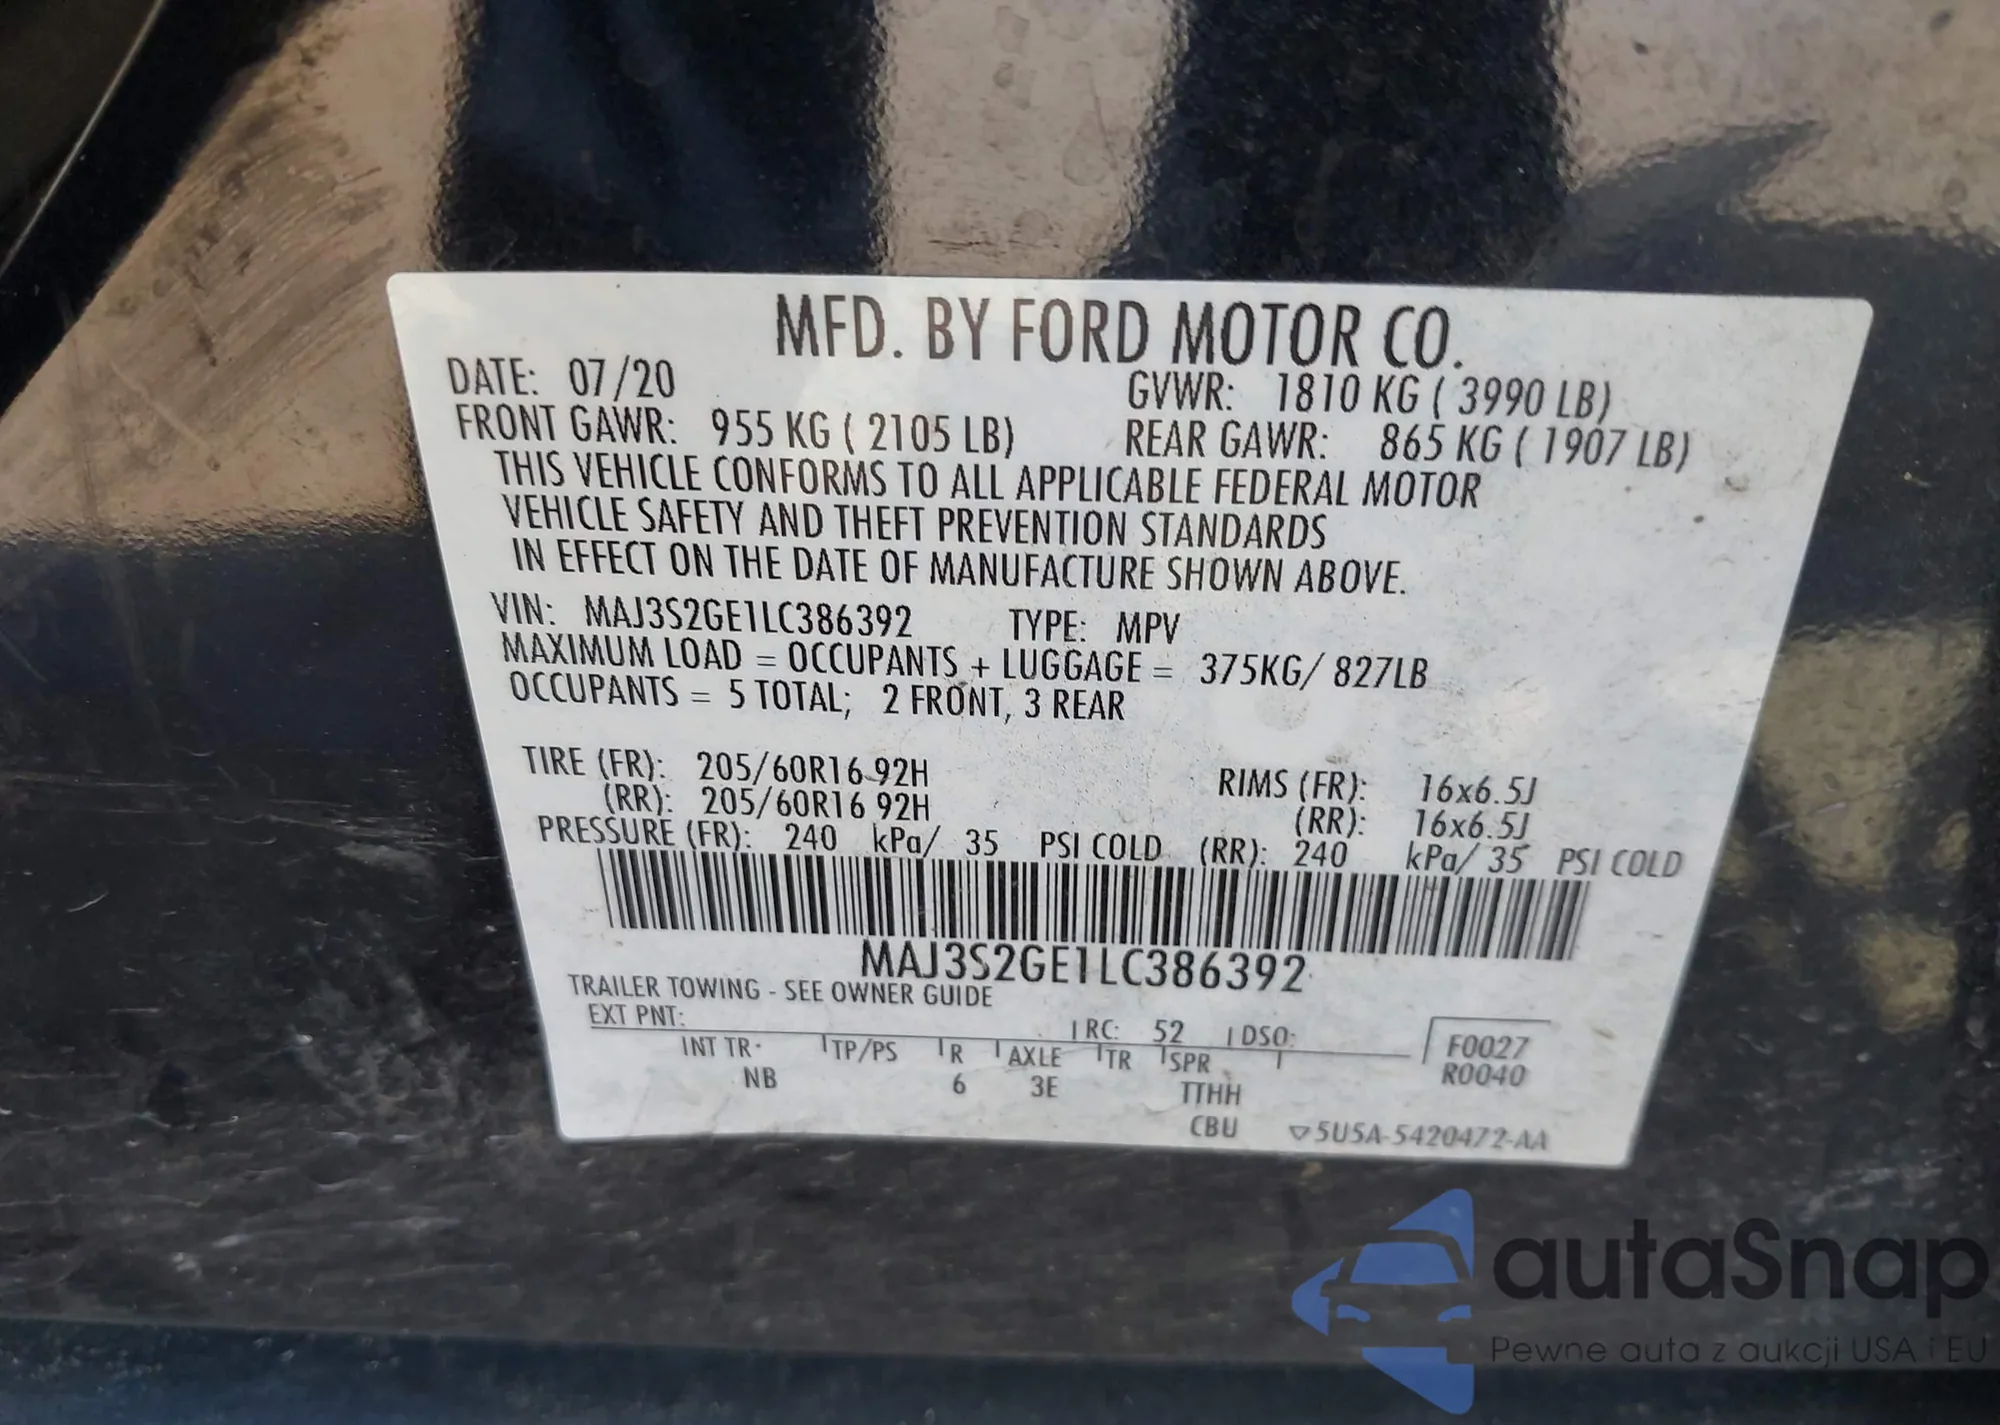 MFD. BY FORD MOTOR CO.
DATE: 07/20 GVWR: 1810 KG ( 3990 LB)
FRONT GAWR: 955 KG ( 2105 LB) REAR GAWR: 865 KG ( 1907 LB)
THIS VEHICLE CONFORMS TO ALL APPLICABLE FEDERAL MOTOR
VEHICLE SAFETY AND THEFT PREVENTION STANDARDS
IN EFFECT ON THE DATE OF MANUFACTURE SHOWN ABOVE.
VIN: MAJ3S2GE1LC386392 TYPE: MPV
MAXIMUM LOAD = OCCUPANTS + LUGGAGE = 375KG/ 827LB
OCCUPANTS = 5 TOTAL; 2 FRONT, 3 REAR
TIRE (FR): 205/60R16 92H RIMS (FR): 16x6.5J
(RR): 205/60R16 92H (RR): 16x6.5J
PRESSURE (FR): 240 kPa/ 35 PSI COLD (RR): 240 kPa/ 35 PSI COLD
MAJ3S2GE1LC386392
TRAILER TOWING - SEE OWNER GUIDE
EXT PNT: RC: 52 DSO:
INT TR TP/PS R AXLE TR SPR F0027
NB 6 3E TTHH R0040
CBU 5U5A-5420472-AA
autaSnap
Pewne auta z aukcji USA i EU